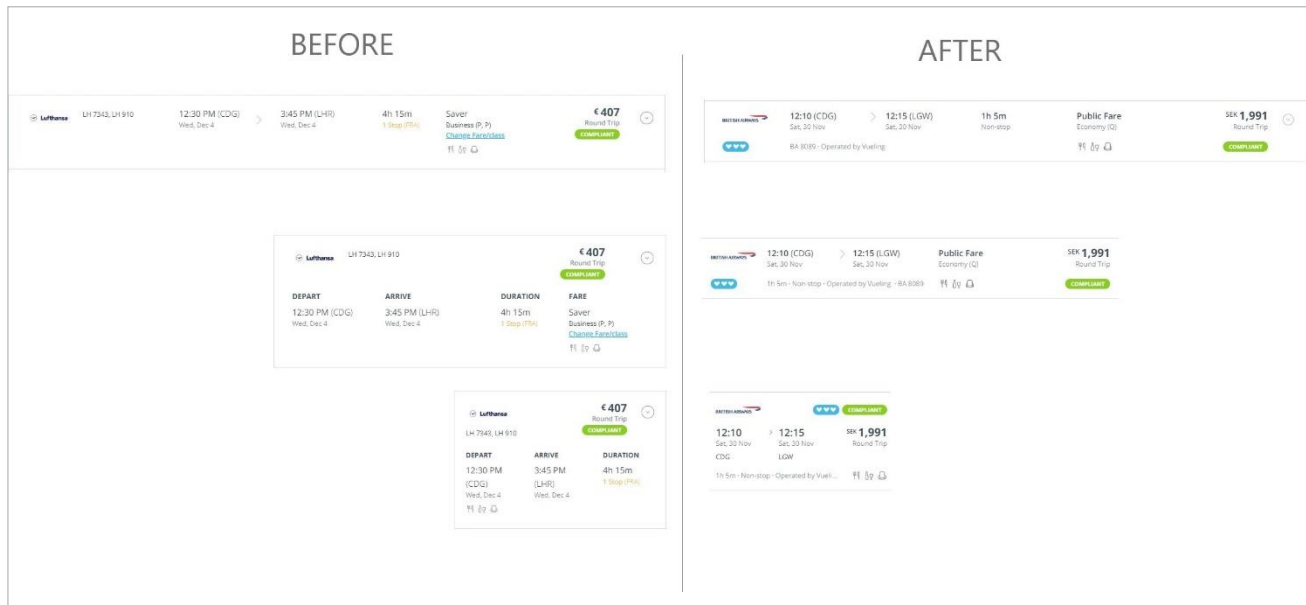 BEFORE
Lufthansa LH 7343, LH 910 12:30 PM (CDG) 3:45 PM (LHR) 4h 15m Saver € 407
Wed, Dec 4 Wed, Dec 4 1 Stop (FRA) Business (P, P) Round Trip
Change Fare/class COMPLIANT
Lufthansa LH 7343, LH 910 € 407
Round Trip
COMPLIANT
DEPART ARRIVE DURATION FARE
12:30 PM (CDG) 3:45 PM (LHR) 4h 15m Saver
Wed, Dec 4 Wed, Dec 4 1 Stop (FRA) Business (P, P)
Change Fare/class
Lufthansa € 407
Round Trip
LH 7343, LH 910 COMPLIANT
DEPART ARRIVE DURATION
12:30 PM 3:45 PM 4h 15m
(CDG) (LHR) 1 Stop (FRA)
Wed, Dec 4 Wed, Dec 4
AFTER
BRITISH AIRWAYS 12:10 (CDG) 12:15 (LGW) 1h 5m Public Fare SEK 1,991
Sat, 30 Nov Sat, 30 Nov Non-stop Economy (Q) Round Trip
BA 8089 - Operated by Vueling COMPLIANT
BRITISH AIRWAYS 12:10 (CDG) 12:15 (LGW) Public Fare SEK 1,991
Sat, 30 Nov Sat, 30 Nov Economy (Q) Round Trip
1h 5m - Non-stop - Operated by Vueling - BA 8089 COMPLIANT
BRITISH AIRWAYS COMPLIANT
12:10 12:15 SEK 1,991
Sat, 30 Nov Sat, 30 Nov Round Trip
CDG LGW
1h 5m - Non-stop - Operated by Vueli...